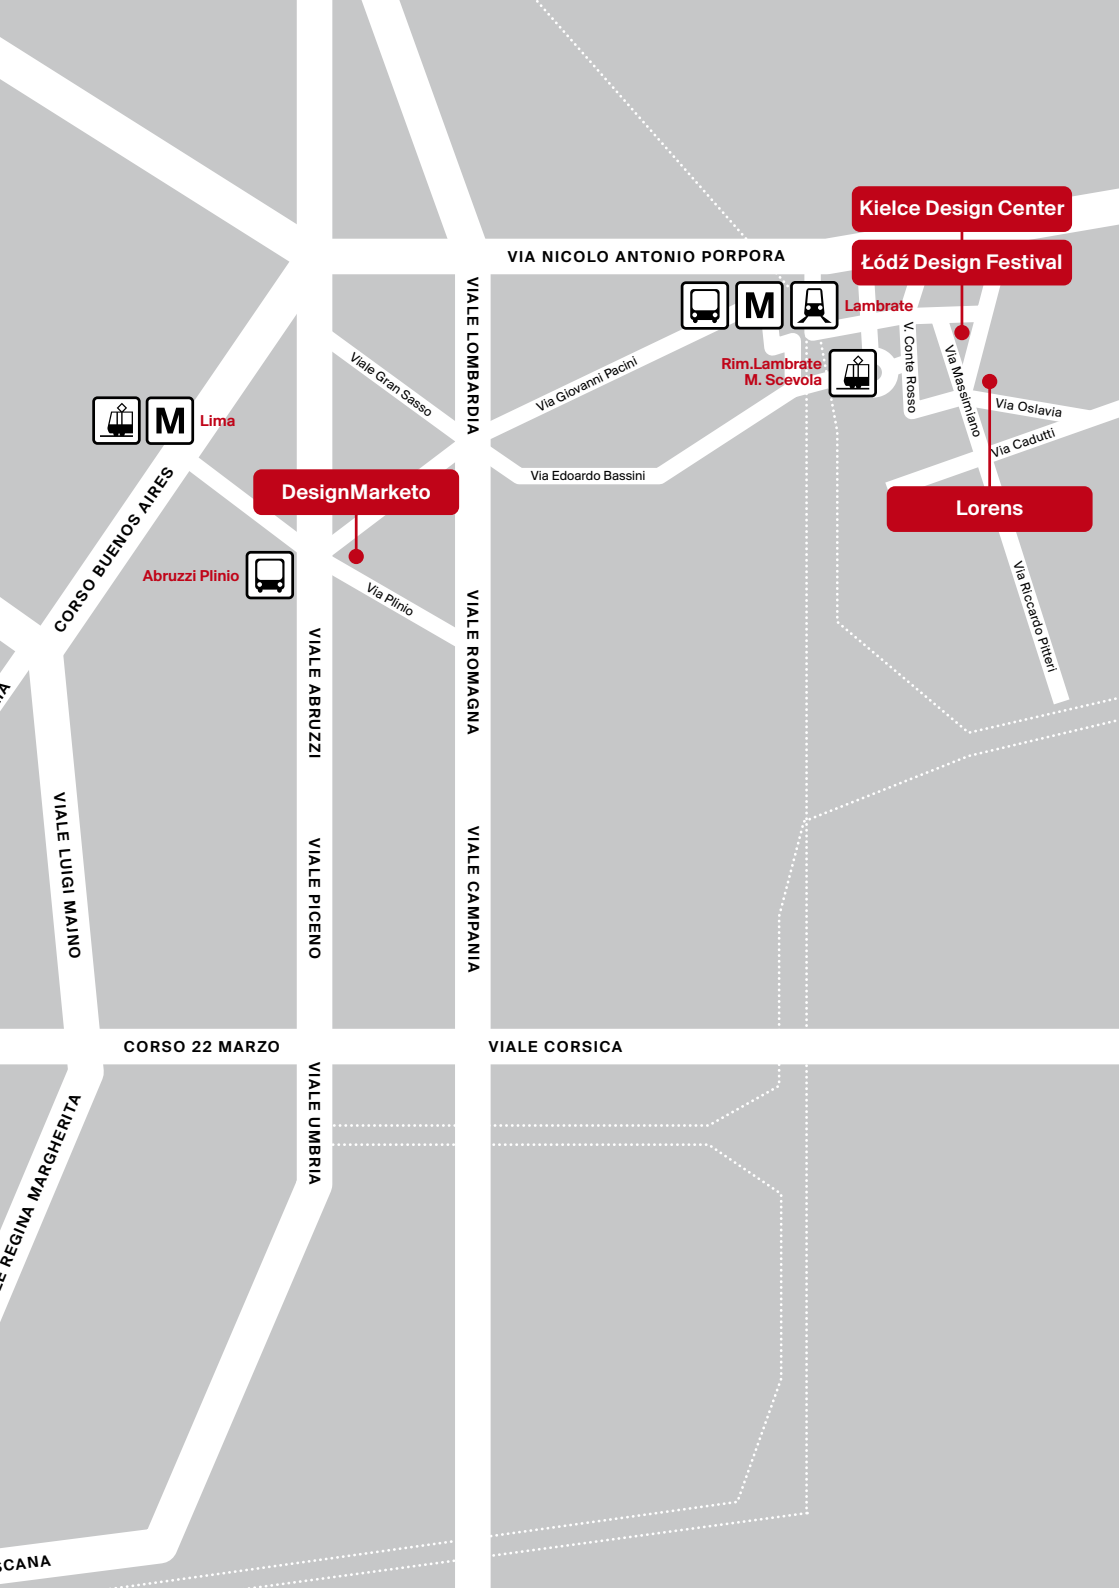 Kielce Design Center
Łódź Design Festival
VIA NICOLO ANTONIO PORPORA
VIALE LOMBARDIA
M
Lambrate
V. Conte Rosso
Via Massimiano
Viale Gran Sasso
Via Giovanni Pacini
Rim.Lambrate
M. Scevola
Via Oslavia
Via Cadutti
M
Lima
Via Edoardo Bassini
DesignMarketo
Lorens
CORSO BUENOS AIRES
Abruzzi Plinio
Via Plinio
Via Riccardo Pitteri
VIALE ABRUZZI
VIALE ROMAGNA
VIALE LUIGI MAJNO
VIALE PICENO
VIALE CAMPANIA
CORSO 22 MARZO
VIALE CORSICA
VIALE UMBRIA
REGINA MARGHERITA
SCANA